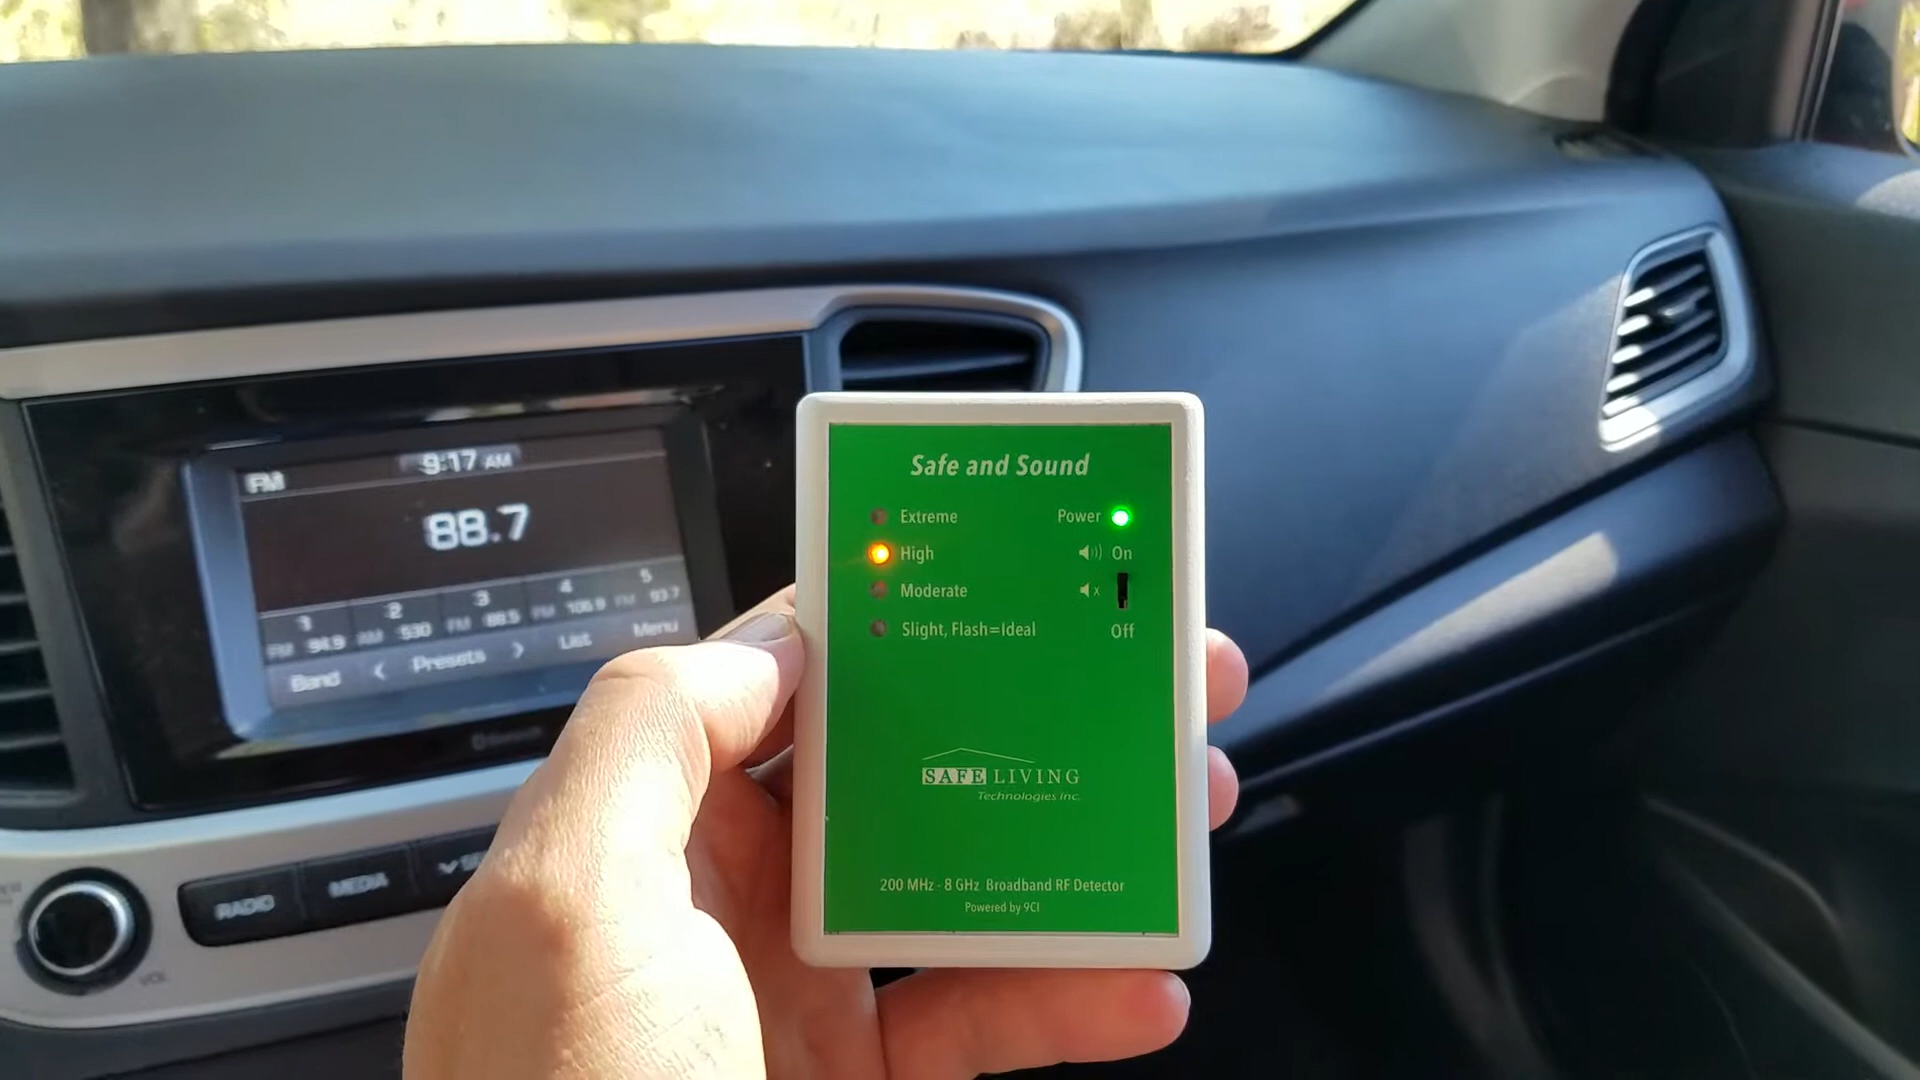 FM
9:17 AM
88.7
1 2 3 4 5
FM 94.9 AM 530 FM 88.5 FM 106.9 FM 93.7
Band < Presets > List Menu
RADIO
MEDIA
VOL
Safe and Sound
Extreme
Power
High
On
Moderate
x
Slight, Flash=Ideal
Off
SAFE LIVING
Technologies Inc.
200 MHz - 8 GHz Broadband RF Detector
Powered by 9CI